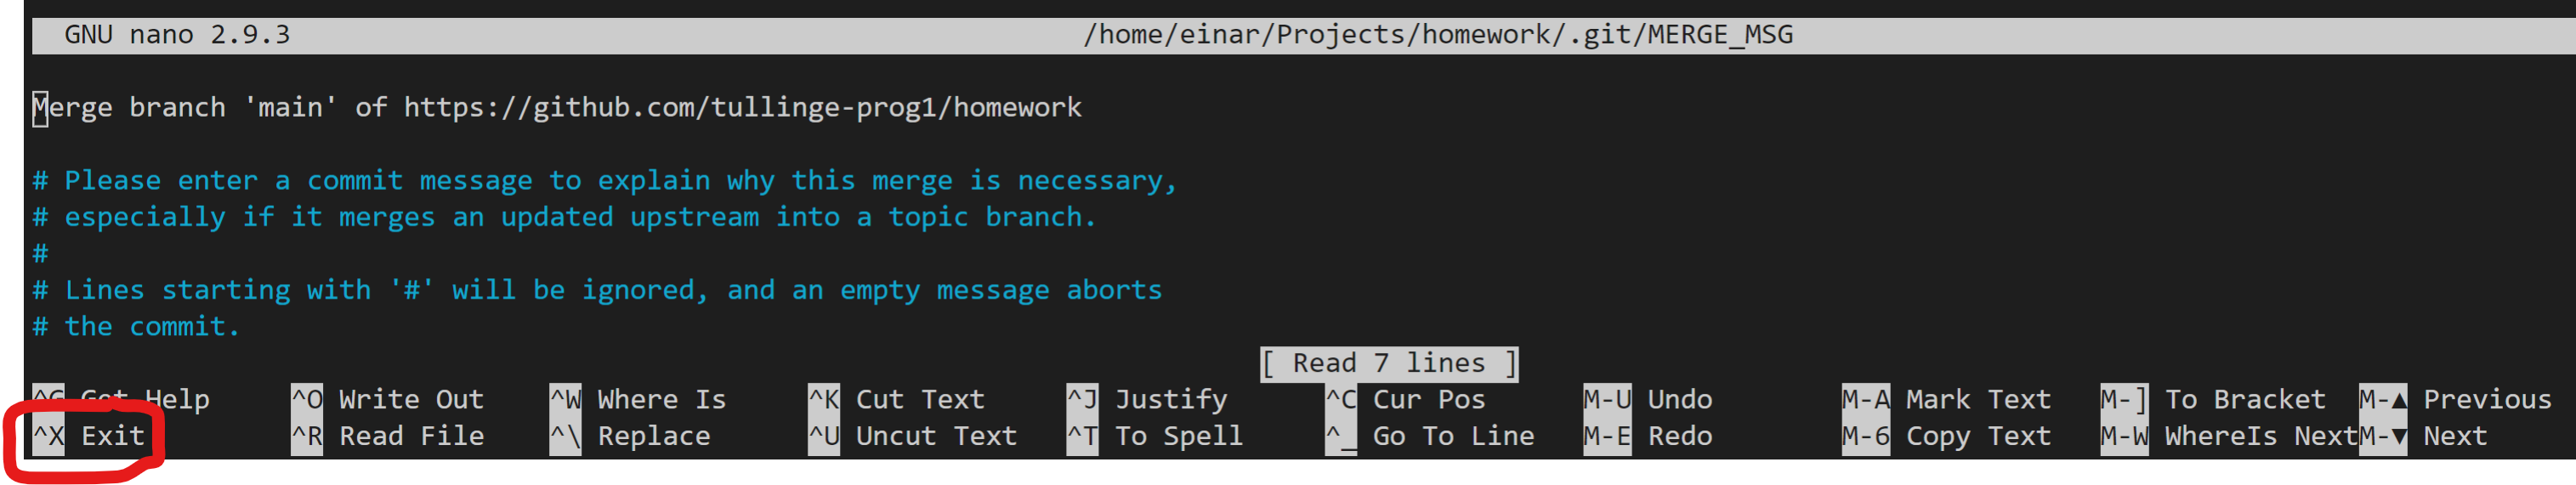 GNU nano 2.9.3 /home/einar/Projects/homework/.git/MERGE_MSG
Merge branch 'main' of https://github.com/tullinge-prog1/homework
# Please enter a commit message to explain why this merge is necessary,
# especially if it merges an updated upstream into a topic branch.
#
# Lines starting with '#' will be ignored, and an empty message aborts
# the commit.
[ Read 7 lines ]
^G Get Help ^O Write Out ^W Where Is ^K Cut Text ^J Justify ^C Cur Pos M-U Undo M-A Mark Text M-] To Bracket M-▲ Previous
^X Exit ^R Read File ^\ Replace ^U Uncut Text ^T To Spell ^_ Go To Line M-E Redo M-6 Copy Text M-W WhereIs Next M-▼ Next